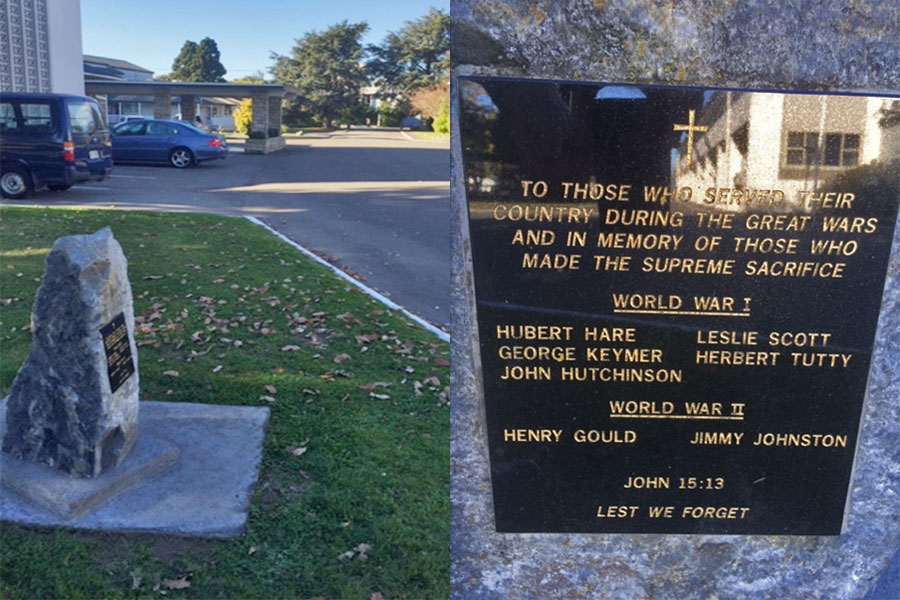 TO THOSE WHO SERVED THEIR
COUNTRY DURING THE GREAT WARS
AND IN MEMORY OF THOSE WHO
MADE THE SUPREME SACRIFICE
WORLD WAR I
HUBERT HARE LESLIE SCOTT
GEORGE KEYMER HERBERT TUTTY
JOHN HUTCHINSON
WORLD WAR II
HENRY GOULD JIMMY JOHNSTON
JOHN 15:13
LEST WE FORGET